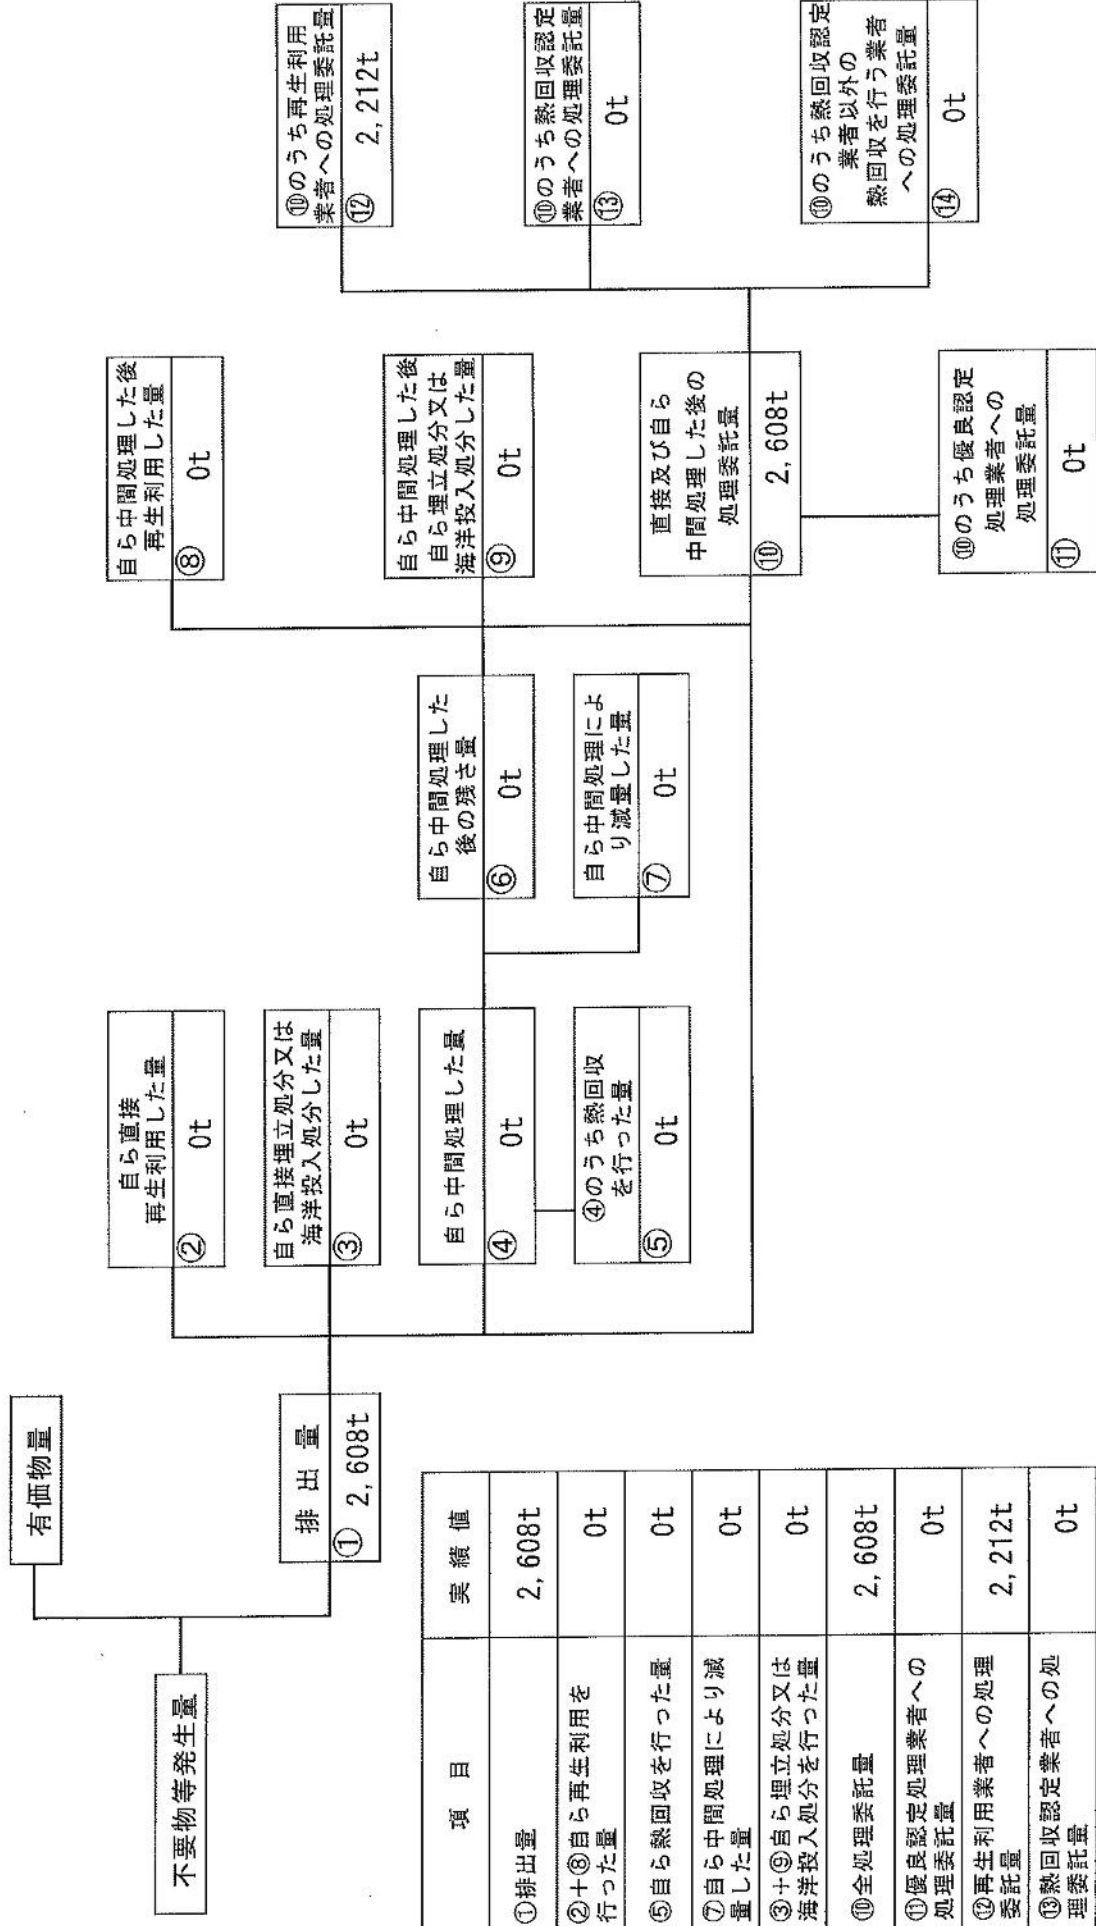 不要物等発生量
有価物量
排 出 量
① 2,608t
自ら直接
再生利用した量
② 0t
自ら直接埋立処分又は
海洋投入処分した量
③ 0t
自ら中間処理した量
④ 0t
④のうち熱回収
を行った量
⑤ 0t
自ら中間処理した
後の残さ量
⑥ 0t
自ら中間処理によ
り減量した量
⑦ 0t
自ら中間処理した後
再生利用した量
⑧ 0t
自ら中間処理した後
自ら埋立処分又は
海洋投入処分した量
⑨ 0t
直接及び自ら
中間処理した後の
処理委託量
⑩ 2,608t
⑩のうち優良認定
処理業者への
処理委託量
⑪ 0t
⑩のうち再生利用
業者への処理委託量
⑫ 2,212t
⑩のうち熱回収認定
業者への処理委託量
⑬ 0t
⑩のうち熱回収認定
業者以外の
熱回収を行う業者
への処理委託量
⑭ 0t
項 目 実 績 値
①排出量 2,608t
②+⑧自ら再生利用を
行った量 0t
⑤自ら熱回収を行った量 0t
⑦自ら中間処理により減
量した量 0t
③+⑨自ら埋立処分又は
海洋投入処分を行った量 0t
⑩全処理委託量 2,608t
⑪優良認定処理業者への
処理委託量 0t
⑫再生利用業者への処理
委託量 2,212t
⑬熱回収認定業者への処
理委託量 0t